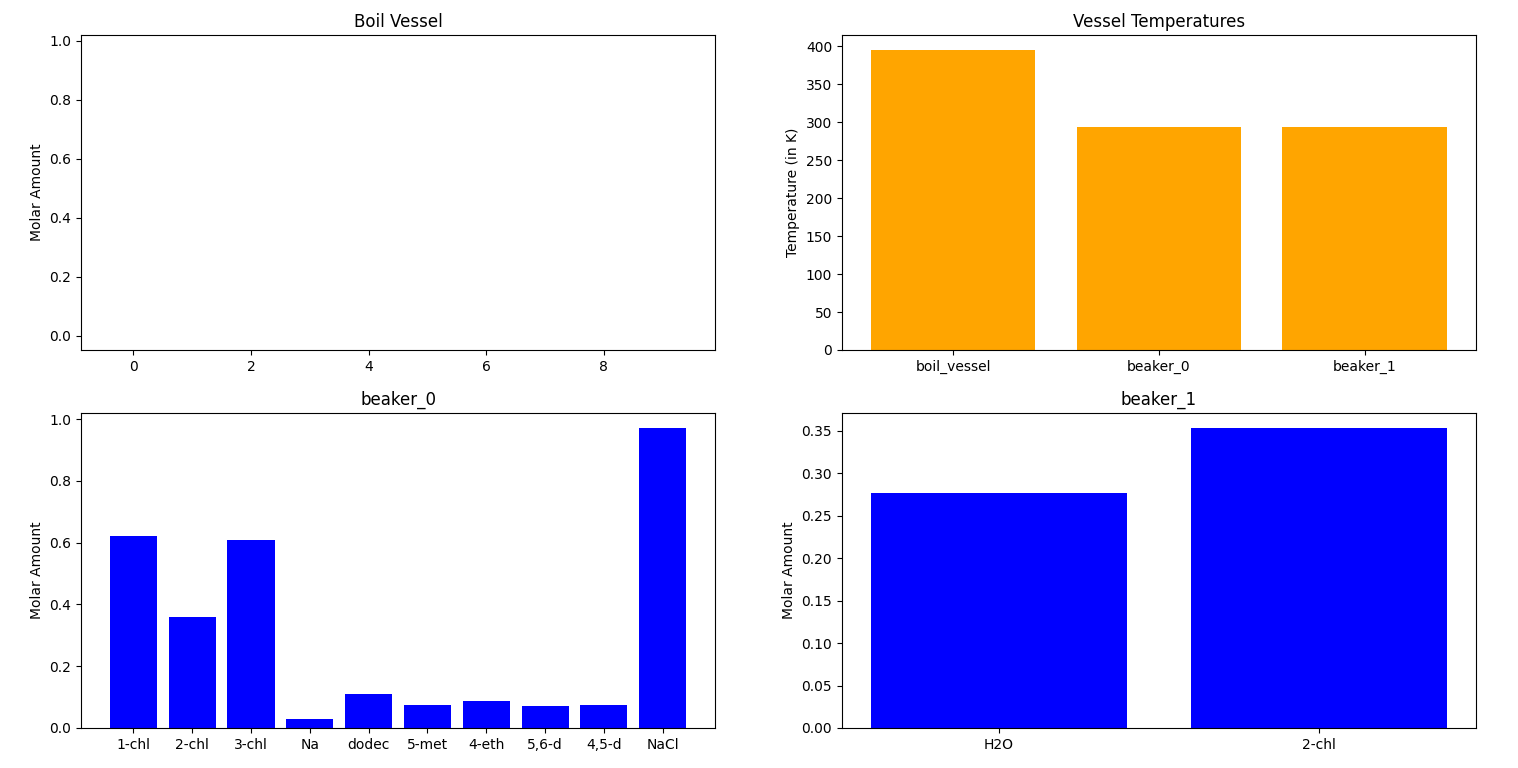 Boil Vessel
Molar Amount
1.0
0.8
0.6
0.4
0.2
0.0
0 2 4 6 8
Vessel Temperatures
Temperature (in K)
400
350
300
250
200
150
100
50
0
boil_vessel beaker_0 beaker_1
beaker_0
Molar Amount
1.0
0.8
0.6
0.4
0.2
0.0
1-chl 2-chl 3-chl Na dodec 5-met 4-eth 5,6-d 4,5-d NaCl
beaker_1
Molar Amount
0.35
0.30
0.25
0.20
0.15
0.10
0.05
0.00
H2O 2-chl